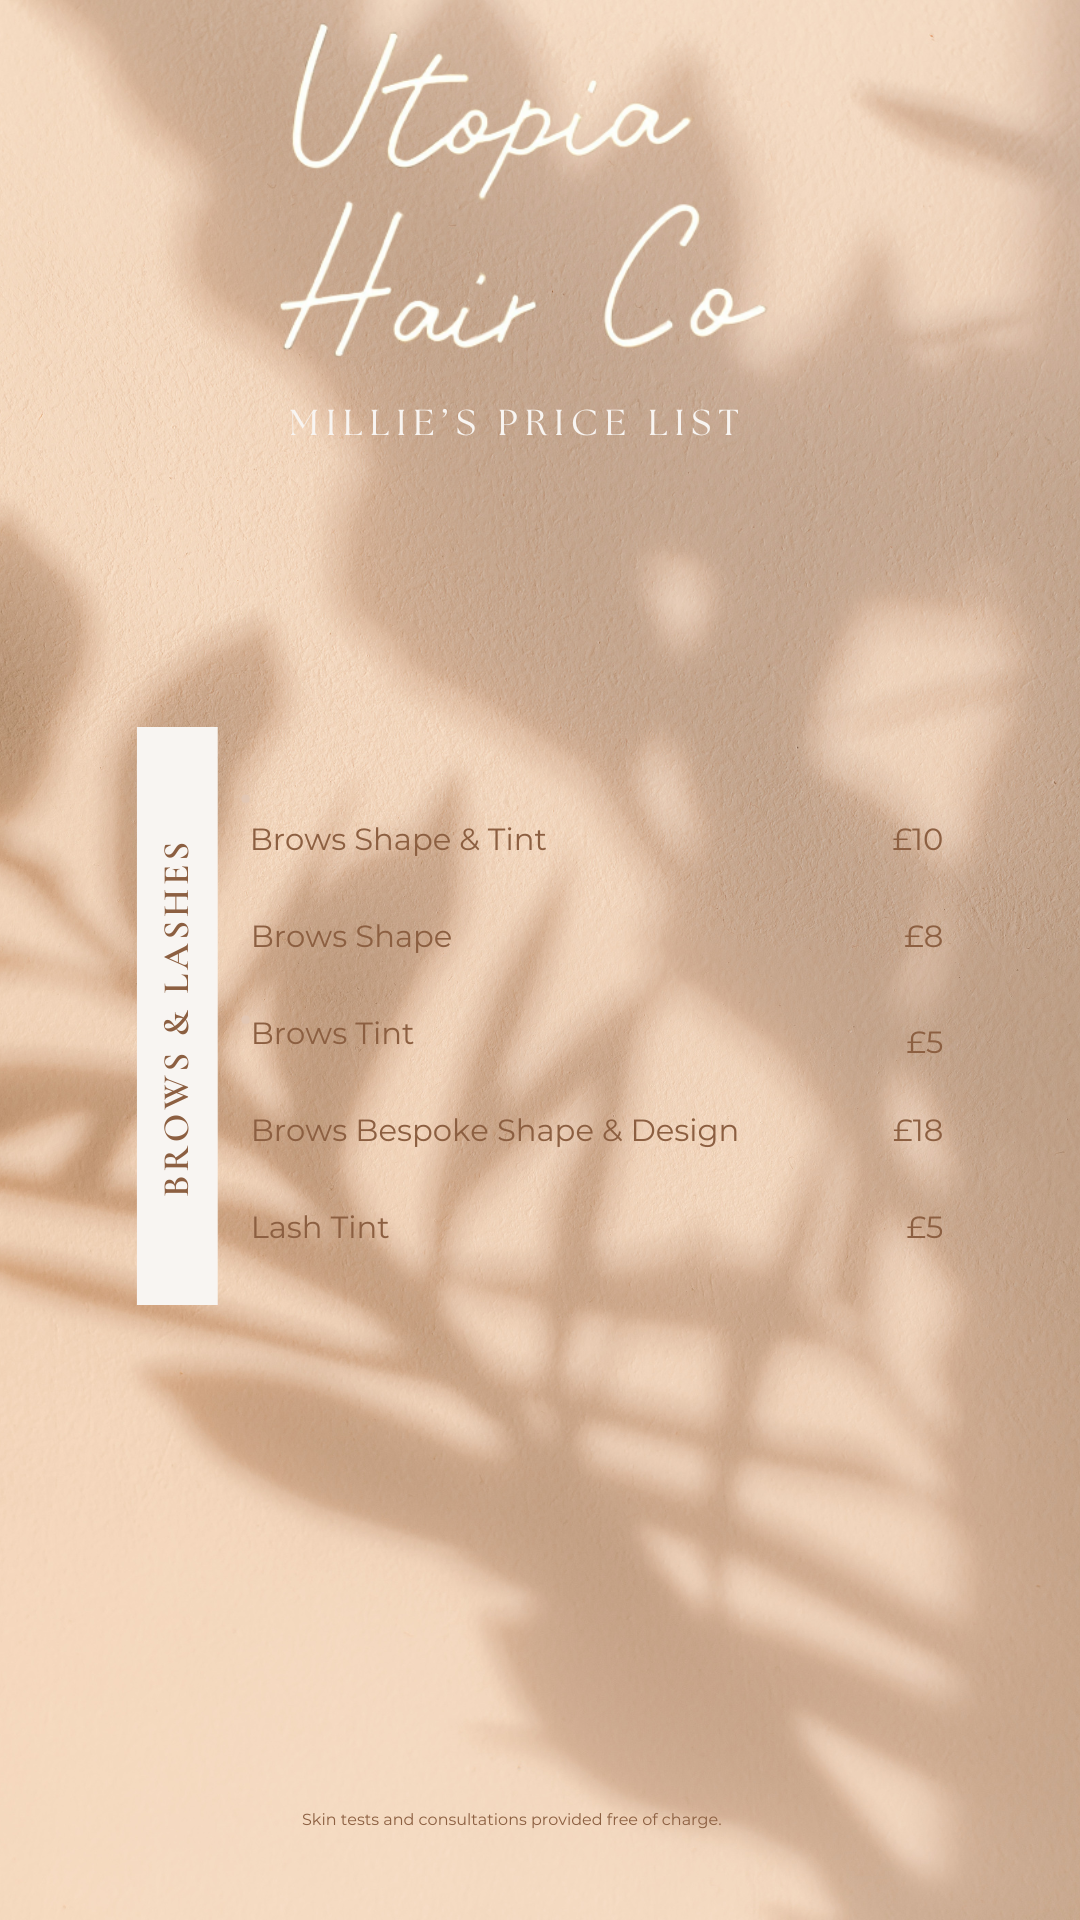 Utopia
Hair Co
MILLIE'S PRICE LIST
BROWS & LASHES
Brows Shape & Tint £10
Brows Shape £8
Brows Tint £5
Brows Bespoke Shape & Design £18
Lash Tint £5
Skin tests and consultations provided free of charge.